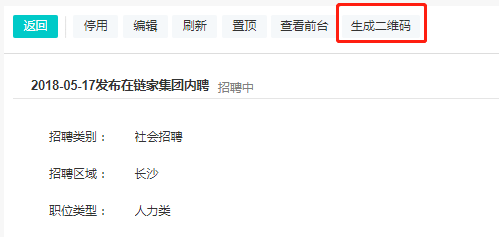 返回 停用 编辑 刷新 置顶 查看前台 生成二维码
2018-05-17发布在链家集团内聘 招聘中
招聘类别： 社会招聘
招聘区域： 长沙
职位类型： 人力类